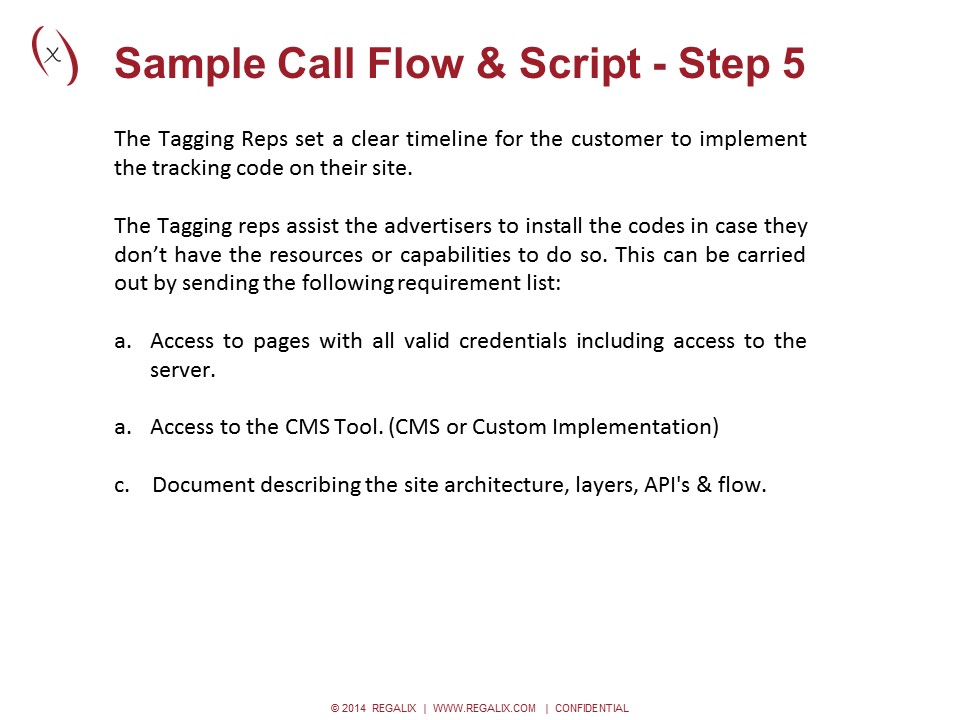 x
Sample Call Flow & Script - Step 5
The Tagging Reps set a clear timeline for the customer to implement
the tracking code on their site.
The Tagging reps assist the advertisers to install the codes in case they
don’t have the resources or capabilities to do so. This can be carried
out by sending the following requirement list:
a. Access to pages with all valid credentials including access to the
server.
a. Access to the CMS Tool. (CMS or Custom Implementation)
c. Document describing the site architecture, layers, API's & flow.
© 2014 REGALIX | WWW.REGALIX.COM | CONFIDENTIAL